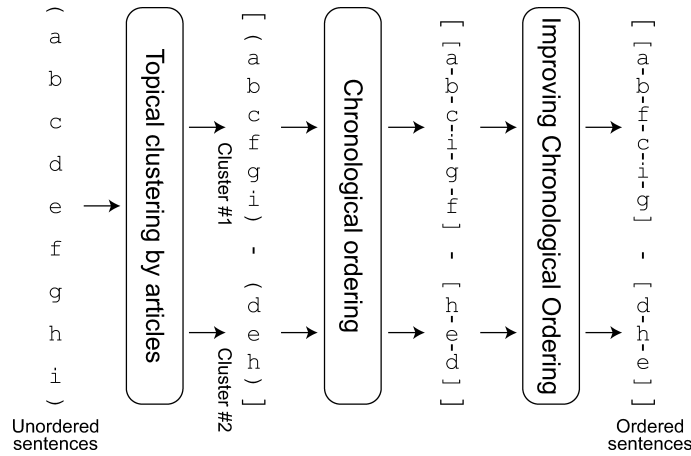 (
a
b
c
d
e
f
g
h
i
)
Unordered
sentences
Topical clustering by articles
Cluster #1
Cluster #2
[
(
a
b
c
f
g
i
)
-
(
d
e
h
)
]
Chronological ordering
[
[
a
-
b
-
c
-
i
-
g
-
f
]
-
[
h
-
e
-
d
]
]
Improving Chronological Ordering
[
[
a
-
b
-
f
-
c
-
i
-
g
]
-
[
d
-
h
-
e
]
]
Ordered
sentences